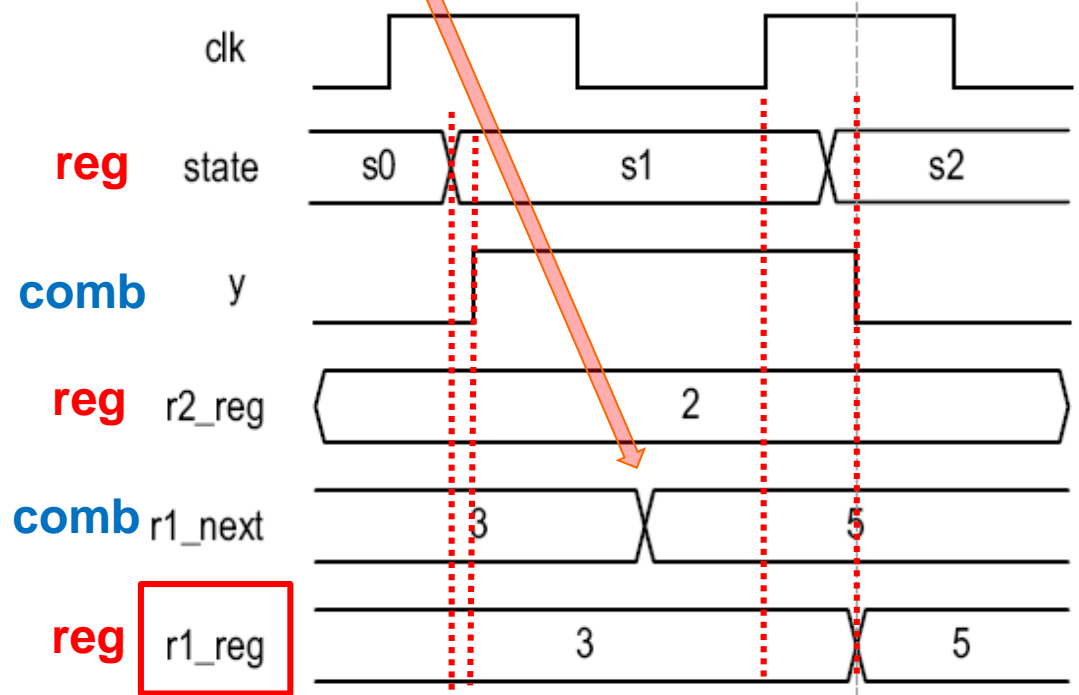 clk
reg state s0 s1 s2
comb y
reg r2_reg 2
comb r1_next 3 5
reg r1_reg 3 5